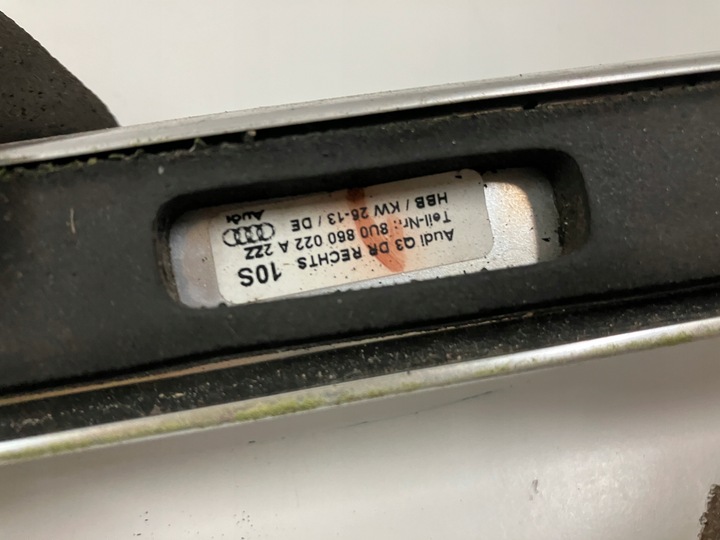 Audi Q3 DR RECHTS 10S
Teil-Nr.: 8U0 860 022 A 2ZZ
HBB / KW 26-13 / DE
Audi